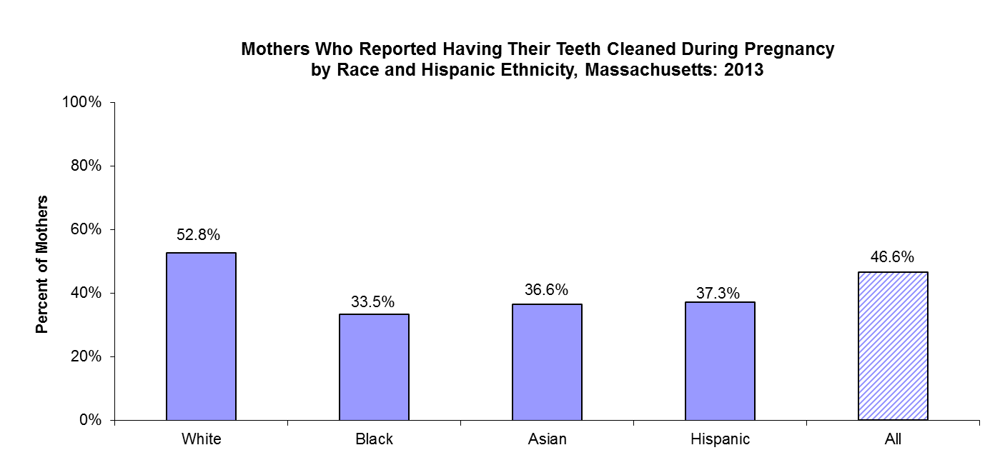 Mothers Who Reported Having Their Teeth Cleaned During Pregnancy
by Race and Hispanic Ethnicity, Massachusetts: 2013
100%
80%
60%
40%
20%
0%
Percent of Mothers
52.8%
33.5%
36.6%
37.3%
46.6%
White
Black
Asian
Hispanic
All